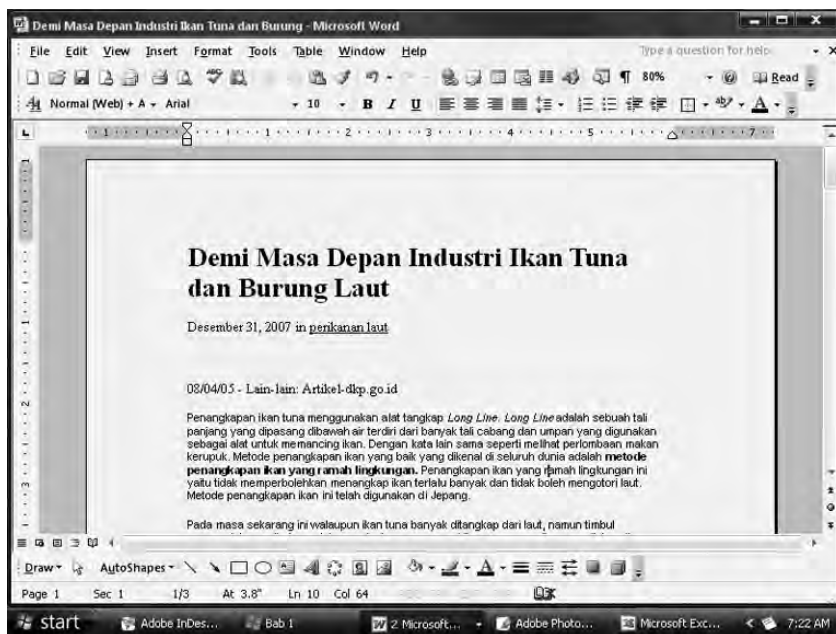 Demi Masa Depan Industri Ikan Tuna dan Burung - Microsoft Word
File Edit View Insert Format Tools Table Window Help Type a question for help
80% Read
Normal (Web) + A Arial 10 B I U
1 1 2 3 4 5 7
Demi Masa Depan Industri Ikan Tuna
dan Burung Laut
Desember 31, 2007 in perikanan laut
08/04/05 - Lain-lain: Artikel-dkp.go.id
Penangkapan ikan tuna menggunakan alat tangkap Long Line. Long Line adalah sebuah tali
panjang yang dipasang dibawah air terdiri dari banyak tali cabang dan umpan yang digunakan
sebagai alat untuk memancing ikan. Dengan kata lain sama seperti melihat perlombaan makan
kerupuk. Metode penangkapan ikan yang baik yang dikenal di seluruh dunia adalah metode
penangkapan ikan yang ramah lingkungan. Penangkapan ikan yang ramah lingkungan ini
yaitu tidak memperbolehkan menangkap ikan terlalu banyak dan tidak boleh mengotori laut.
Metode penangkapan ikan ini telah digunakan di Jepang.
Pada masa sekarang ini walaupun ikan tuna banyak ditangkap dari laut, namun timbul
Draw AutoShapes
Page 1 Sec 1 1/3 At 3.8" Ln 10 Col 64
start Adobe InDes... Bab 1 2 Microsoft... Adobe Photo... Microsoft Exc... 7:22 AM